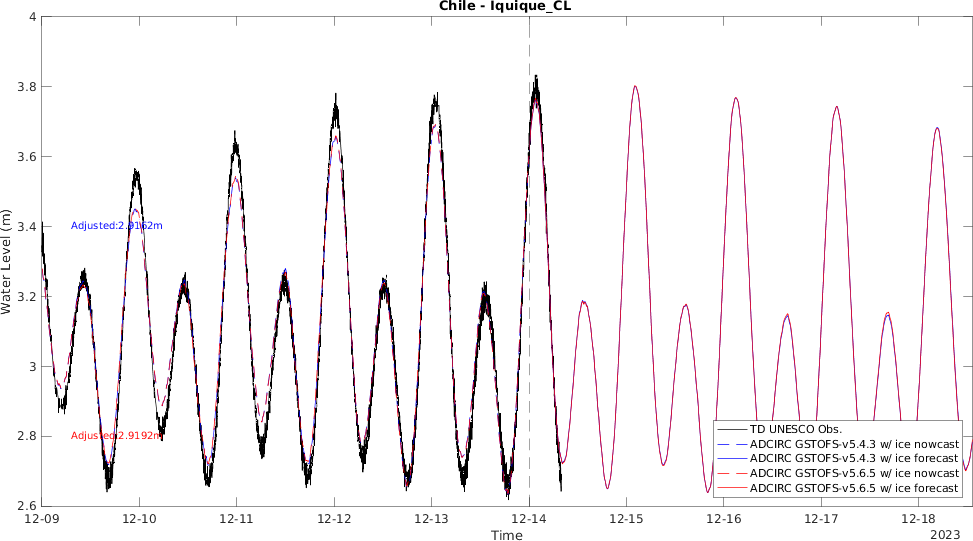 Chile - Iquique_CL
Water Level (m)
4
3.8
3.6
3.4
3.2
3
2.8
2.6
Adjusted:2.9162m
Adjusted:2.9192m
TD UNESCO Obs.
ADCIRC GSTOFS-v5.4.3 w/ ice nowcast
ADCIRC GSTOFS-v5.4.3 w/ ice forecast
ADCIRC GSTOFS-v5.6.5 w/ ice nowcast
ADCIRC GSTOFS-v5.6.5 w/ ice forecast
12-09 12-10 12-11 12-12 12-13 12-14 12-15 12-16 12-17 12-18
Time
2023